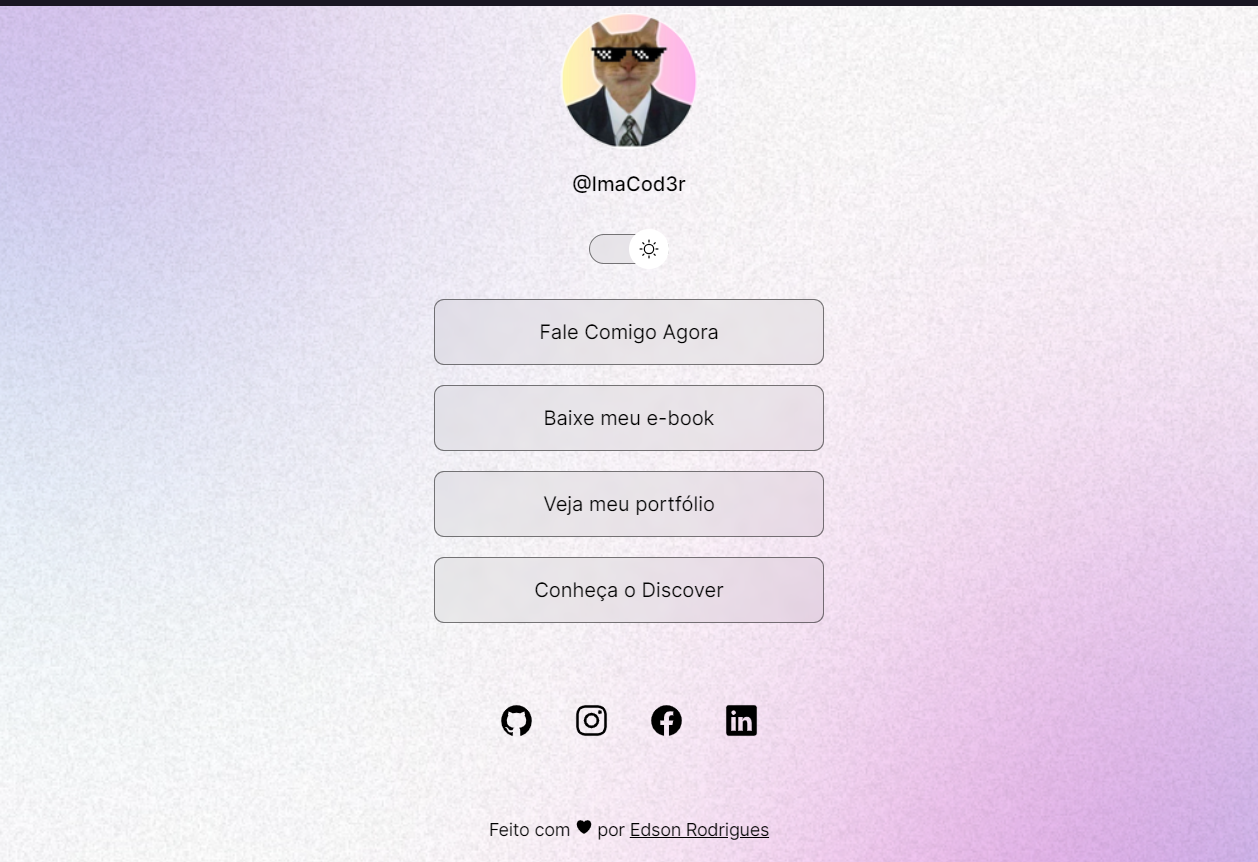 @ImaCod3r
Fale Comigo Agora
Baixe meu e-book
Veja meu portfólio
Conheça o Discover
Feito com ♥ por Edson Rodrigues